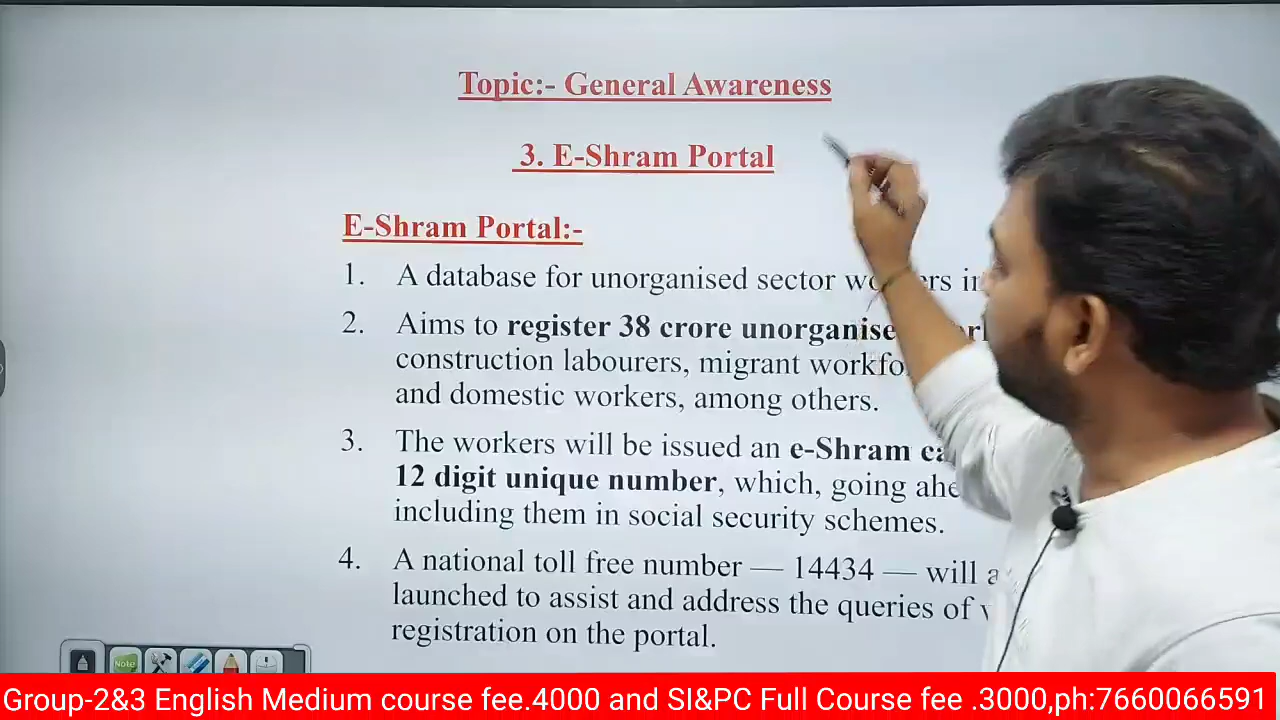 Topic:- General Awareness
3. E-Shram Portal
E-Shram Portal:-
1. A database for unorganised sector
2. Aims to register 38 crore
construction labourers, migrant
and domestic workers, among others.
3. The workers will be issued an e-Shram
12 digit unique number, which, going
including them in social security schemes.
4. A national toll free number — 14434 — will
launched to assist and address the queries of
registration on the portal.
Note
Group-2&3 English Medium course fee.4000 and SI&PC Full Course fee .3000,ph:7660066591